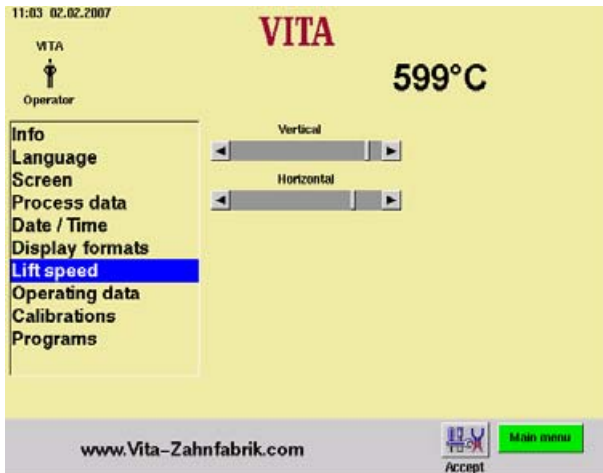 11:03 02.02.2007
VITA
VITA
599°C
Operator
Info
Language
Screen
Process data
Date / Time
Display formats
Lift speed
Operating data
Calibrations
Programs
Vertical
Horizontal
www.Vita-Zahnfabrik.com
Accept
Main menu